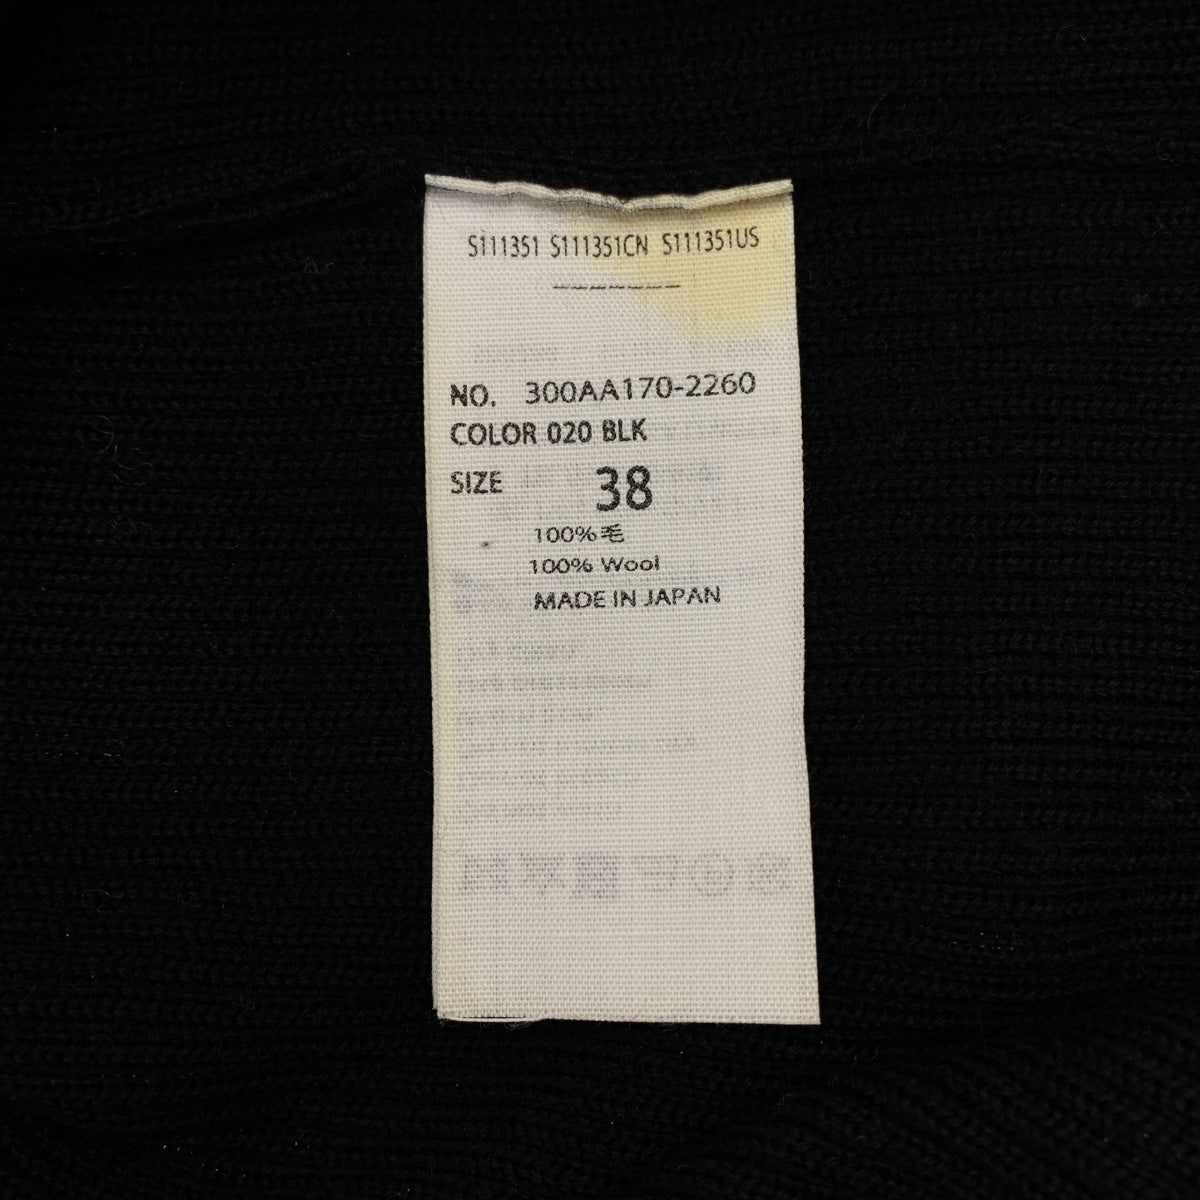 S111351 S111351CN S111351US
-------
NO. 300AA170-2260
COLOR 020 BLK
SIZE 38
100%毛
100% Wool
MADE IN JAPAN